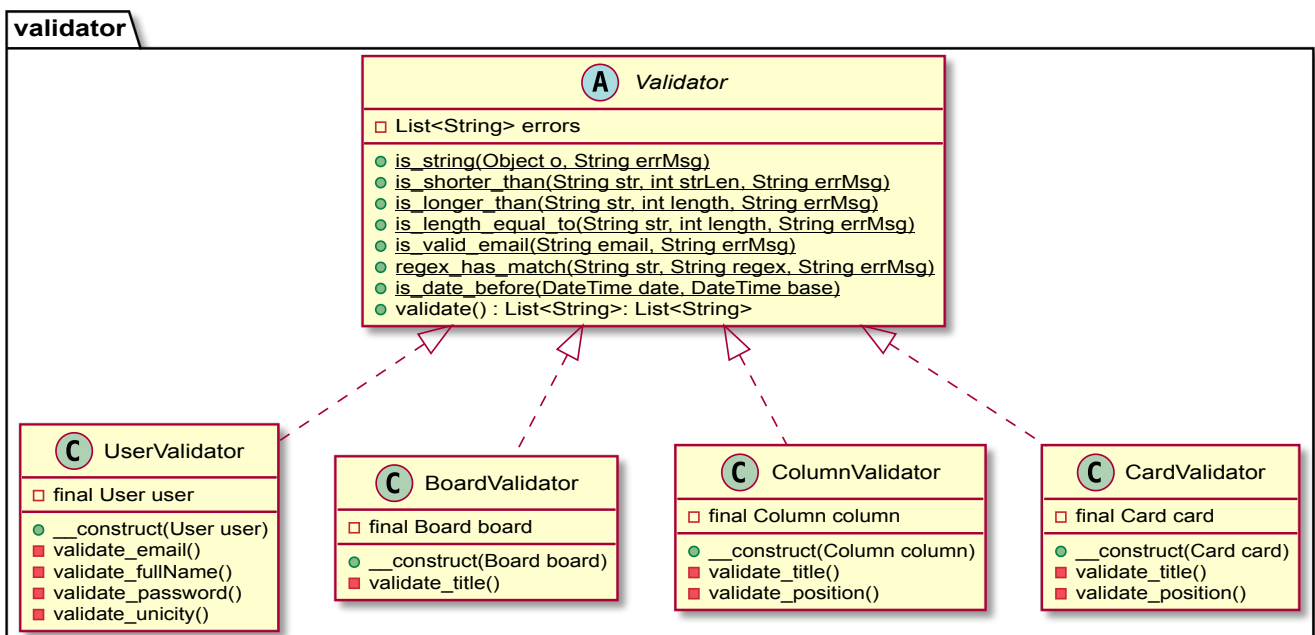 validator
A Validator
List<String> errors
is_string(Object o, String errMsg)
is_shorter_than(String str, int strLen, String errMsg)
is_longer_than(String str, int length, String errMsg)
is_length_equal_to(String str, int length, String errMsg)
is_valid_email(String email, String errMsg)
regex_has_match(String str, String regex, String errMsg)
is_date_before(DateTime date, DateTime base)
validate() : List<String>: List<String>
C UserValidator
final User user
__construct(User user)
validate_email()
validate_fullName()
validate_password()
validate_unicity()
C BoardValidator
final Board board
__construct(Board board)
validate_title()
C ColumnValidator
final Column column
__construct(Column column)
validate_title()
validate_position()
C CardValidator
final Card card
__construct(Card card)
validate_title()
validate_position()